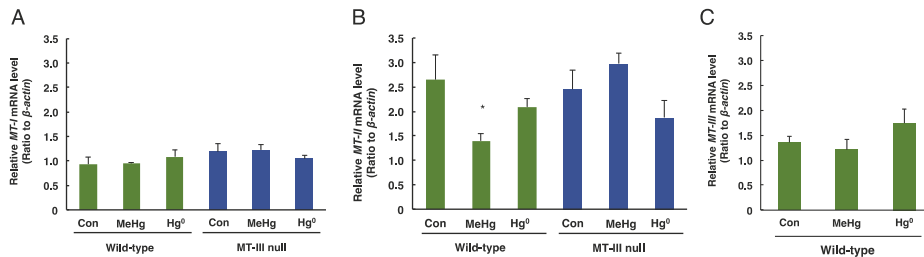 A
Relative MT-I mRNA level
(Ratio to β-actin)
3.5
3.0
2.5
2.0
1.5
1.0
0.5
0
Con
MeHg
Hg⁰
Con
MeHg
Hg⁰
Wild-type
MT-III null
B
Relative MT-II mRNA level
(Ratio to β-actin)
3.5
3.0
2.5
2.0
1.5
1.0
0.5
0
*
Con
MeHg
Hg⁰
Con
MeHg
Hg⁰
Wild-type
MT-III null
C
Relative MT-III mRNA level
(Ratio to β-actin)
3.5
3.0
2.5
2.0
1.5
1.0
0.5
0
Con
MeHg
Hg⁰
Wild-type